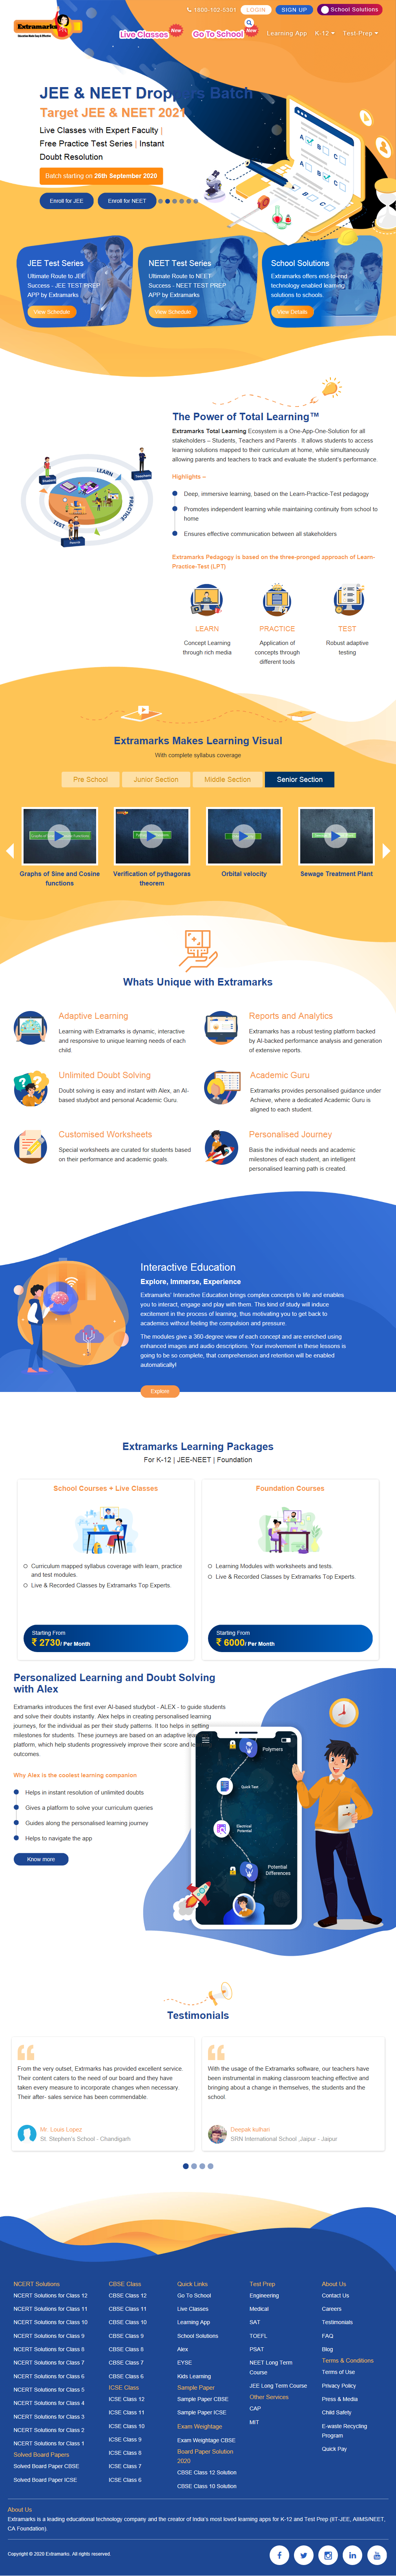 1800-102-5301 LOGIN SIGN UP School Solutions
Extramarks
Live Classes New Go To School New Learning App K-12 Test Prep
JEE & NEET Droppers Batch
Target JEE & NEET 2021
Live Classes with Expert Faculty |
Free Practice Test Series | Instant
Doubt Resolution
Batch starting on 26th September 2020
Enroll for JEE Enroll for NEET
JEE Test Series
Ultimate Route to JEE
Success - JEE TEST PREP
APP by Extramarks
View Schedule
NEET Test Series
Ultimate Route to NEET
Success - NEET TEST PREP
APP by Extramarks
View Schedule
School Solutions
Extramarks offers end-to-end
technology enabled learning
solutions to schools.
View Details
The Power of Total Learning™
Extramarks Total Learning Ecosystem is a One-App-One-Solution for all
stakeholders – Students, Teachers and Parents . It allows students to access
learning solutions mapped to their curriculum at home, while simultaneously
allowing parents and teachers to track and evaluate the student's performance.
Highlights –
Deep, immersive learning, based on the Learn-Practice-Test pedagogy
Promotes independent learning while maintaining continuity from school to
home
Ensures effective communication between all stakeholders
LEARN
PRACTICE
TEST
Extramarks Pedagogy is based on the three-pronged approach of Learn-
Practice-Test (LPT)
LEARN
Concept Learning
through rich media
PRACTICE
Application of
concepts through
different tools
TEST
Robust adaptive
testing
Extramarks Makes Learning Visual
With complete syllabus coverage
Pre School Junior Section Middle Section Senior Section
Graphs of Sine and Cosine
functions
Verification of pythagoras
theorem
Orbital velocity
Sewage Treatment Plant
Whats Unique with Extramarks
Adaptive Learning
Learning with Extramarks is dynamic, interactive
and responsive to unique learning needs of each
child.
Reports and Analytics
Extramarks has a robust testing platform backed
by AI-backed performance analysis and generation
of extensive reports.
Unlimited Doubt Solving
Doubt solving is easy and instant with Alex, an AI-
based studybot and personal Academic Guru.
Academic Guru
Extramarks provides personalised guidance under
Achieve, where a dedicated Academic Guru is
aligned to each student.
Customised Worksheets
Special worksheets are curated for students based
on their performance and academic goals.
Personalised Journey
Basis the individual needs and academic
milestones of each student, an intelligent
personalised learning path is created.
Interactive Education
Explore, Immerse, Experience
Extramarks' Interactive Education brings complex concepts to life and enables
you to interact, engage and play with them. This kind of study will induce
excitement in the process of learning, thus motivating you to get back to
academics without feeling the compulsion and pressure.
The modules give a 360-degree view of each concept and are enriched using
enhanced images and audio descriptions. Your involvement in these lessons is
going to be so complete, that comprehension and retention will be enabled
automatically!
Explore
Extramarks Learning Packages
For K-12 | JEE-NEET | Foundation
School Courses + Live Classes
Curriculum mapped syllabus coverage with learn, practice
and test modules.
Live & Recorded Classes by Extramarks Top Experts.
Starting From
₹ 2730/ Per Month
Foundation Courses
Learning Modules with worksheets and tests.
Live & Recorded Classes by Extramarks Top Experts.
Starting From
₹ 6000/ Per Month
Personalized Learning and Doubt Solving
with Alex
Extramarks introduces the first ever AI-based studybot - ALEX - to guide students
and solve their doubts instantly. Alex helps in creating personalised learning
journeys, for the individual as per their study patterns. It too helps in setting
milestones for students. These journeys are based on an adaptive learning
platform, which help students progressively improve their score and learning
outcomes.
Why Alex is the coolest learning companion
Helps in instant resolution of unlimited doubts
Gives a platform to solve your curriculum queries
Guides along the personalised learning journey
Helps to navigate the app
Know more
Polymers
Quick Test
Electrical
Potential
Potential
Differences
Testimonials
From the very outset, Extrmarks has provided excellent service.
Their content caters to the need of our board and they have
taken every measure to incorporate changes when necessary.
Their after- sales service has been commendable.
Mr. Louis Lopez
St. Stephen's School - Chandigarh
With the usage of the Extramarks software, our teachers have
been instrumental in making classroom teaching effective and
bringing about a change in themselves, the students and the
school.
Deepak kulhari
SRN International School ,Jaipur - Jaipur
NCERT Solutions
NCERT Solutions for Class 12
NCERT Solutions for Class 11
NCERT Solutions for Class 10
NCERT Solutions for Class 9
NCERT Solutions for Class 8
NCERT Solutions for Class 7
NCERT Solutions for Class 6
NCERT Solutions for Class 5
NCERT Solutions for Class 4
NCERT Solutions for Class 3
NCERT Solutions for Class 2
NCERT Solutions for Class 1
Solved Board Papers
Solved Board Paper CBSE
Solved Board Paper ICSE
CBSE Class
CBSE Class 12
CBSE Class 11
CBSE Class 10
CBSE Class 9
CBSE Class 8
CBSE Class 7
CBSE Class 6
ICSE Class
ICSE Class 12
ICSE Class 11
ICSE Class 10
ICSE Class 9
ICSE Class 8
ICSE Class 7
ICSE Class 6
Quick Links
Go To School
Live Classes
Learning App
School Solutions
Alex
EYSE
Kids Learning
Sample Paper
Sample Paper CBSE
Sample Paper ICSE
Exam Weightage
Exam Weightage CBSE
Board Paper Solution
2020
CBSE Class 12 Solution
CBSE Class 10 Solution
Test Prep
Engineering
Medical
SAT
TOEFL
PSAT
NEET Long Term
Course
JEE Long Term Course
Other Services
CAP
MIT
About Us
Contact Us
Careers
Testimonials
FAQ
Blog
Terms & Conditions
Terms of Use
Privacy Policy
Press & Media
Child Safety
E-waste Recycling
Program
Quick Pay
About Us
Extramarks is a leading educational technology company and the creator of India's most loved learning apps for K-12 and Test Prep (IIT-JEE, AIIMS/NEET,
CA Foundation).
Copyright © 2026 Extramarks. All rights reserved.